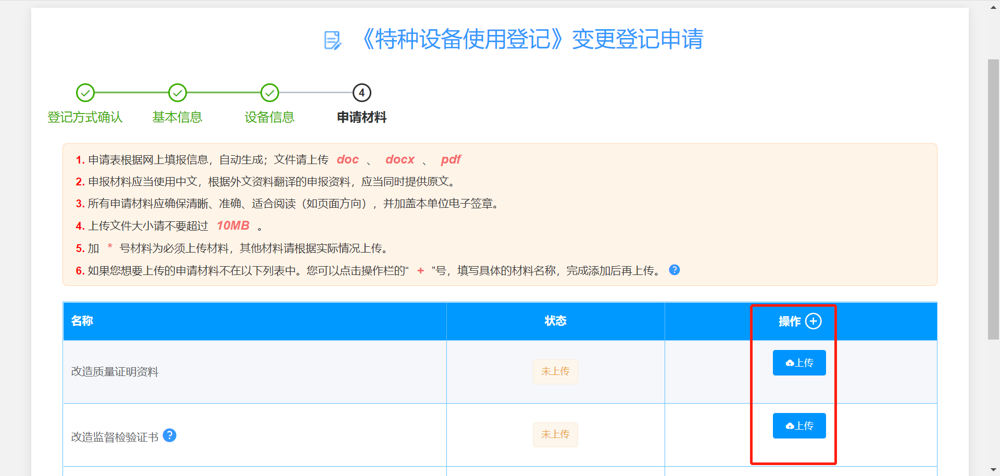 《特种设备使用登记》变更登记申请
4
登记方式确认 基本信息 设备信息 申请材料
1. 申请表根据网上填报信息，自动生成；文件请上传 doc 、 docx 、 pdf
2. 申报材料应当使用中文，根据外文资料翻译的申报资料，应当同时提供原文。
3. 所有申请材料应确保清晰、准确、适合阅读（如页面方向），并加盖本单位电子签章。
4. 上传文件大小请不要超过 10MB 。
5. 加 * 号材料为必须上传材料，其他材料请根据实际情况上传。
6. 如果您想要上传的申请材料不在以下列表中。您可以点击操作栏的“ + ”号，填写具体的材料名称，完成添加后再上传。 ?
名称 状态 操作 +
改造质量证明资料 未上传 上传
改造监督检验证书 ? 未上传 上传